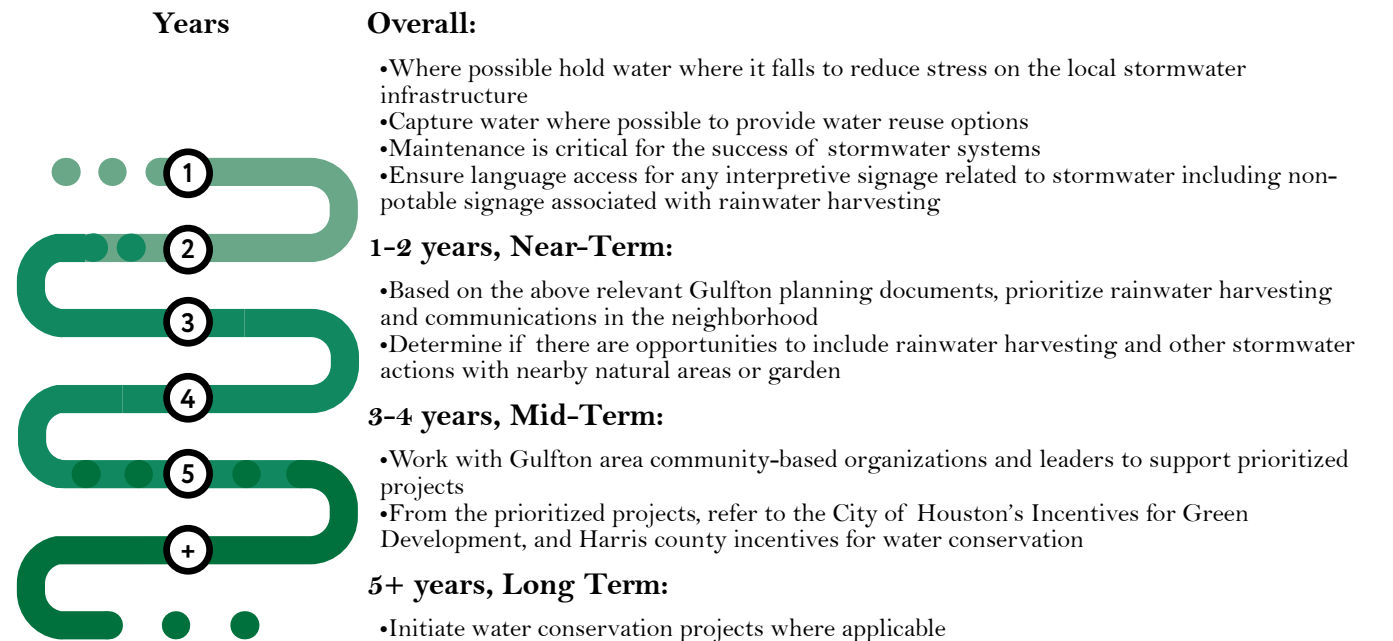 Years
Overall:
•Where possible hold water where it falls to reduce stress on the local stormwater
infrastructure
•Capture water where possible to provide water reuse options
•Maintenance is critical for the success of stormwater systems
•Ensure language access for any interpretive signage related to stormwater including non-
potable signage associated with rainwater harvesting
1
2
3
4
5
+
1-2 years, Near-Term:
•Based on the above relevant Gulfton planning documents, prioritize rainwater harvesting
and communications in the neighborhood
•Determine if there are opportunities to include rainwater harvesting and other stormwater
actions with nearby natural areas or garden
3-4 years, Mid-Term:
•Work with Gulfton area community-based organizations and leaders to support prioritized
projects
•From the prioritized projects, refer to the City of Houston's Incentives for Green
Development, and Harris county incentives for water conservation
5+ years, Long Term:
•Initiate water conservation projects where applicable